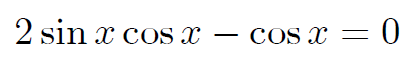 2 sin x cos x − cos x = 0